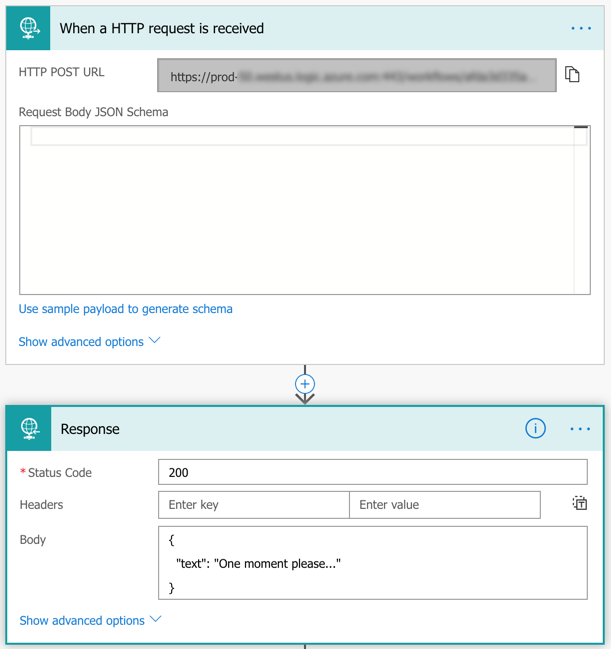 When a HTTP request is received
HTTP POST URL
https://prod-
Request Body JSON Schema
Use sample payload to generate schema
Show advanced options
Response
* Status Code
200
Headers
Enter key
Enter value
Body
{
"text": "One moment please..."
}
Show advanced options